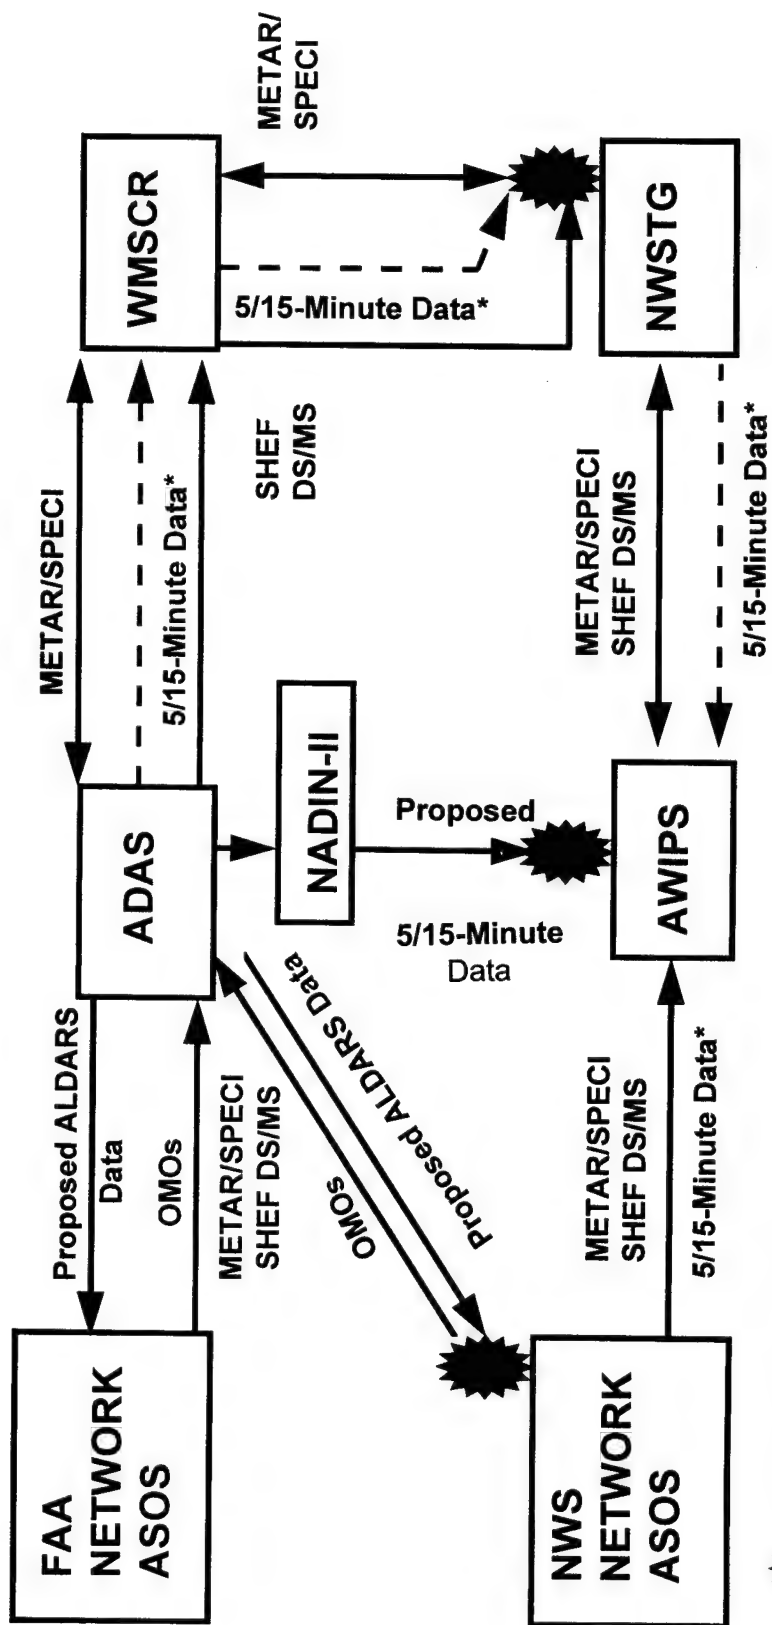 FAA
NETWORK
ASOS
Proposed ALDARS
Data
OMOs
METAR/SPECI
SHEF DS/MS
ADAS
METAR/SPECI
5/15-Minute Data*
SHEF
DS/MS
WMSCR
METAR/
SPECI
5/15-Minute Data*
OMOs
Proposed ALDARS Data
NADIN-II
Proposed
5/15-Minute
Data
NWS
NETWORK
ASOS
METAR/SPECI
SHEF DS/MS
5/15-Minute Data*
AWIPS
METAR/SPECI
SHEF DS/MS
5/15-Minute Data*
NWSTG